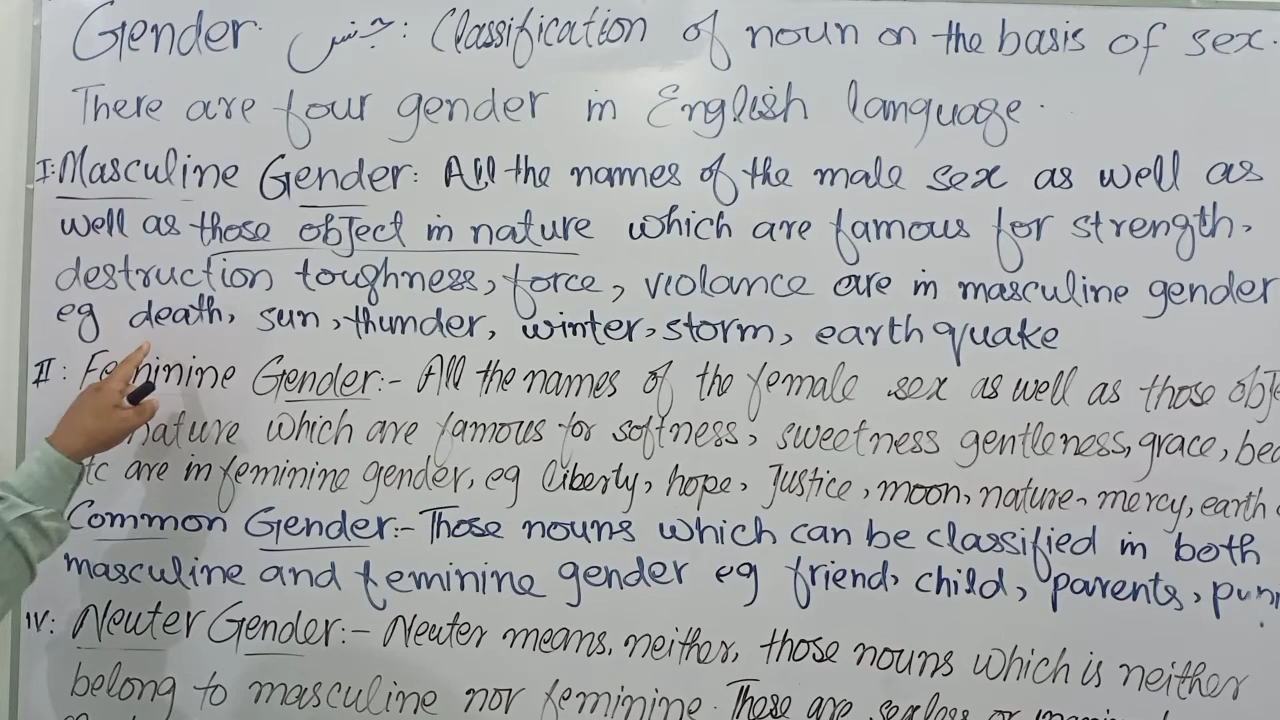 Gender. جنس: Classification of noun on the basis of sex.
There are four gender in English language.
I: Masculine Gender: All the names of the male sex as well as
well as those object in nature which are famous for strength,
destruction toughness, force, violance are in masculine gender
eg death, sun, thunder, winter, storm, earthquake
II: Feminine Gender:- All the names of the female sex as well as those obje
nature which are famous for softness, sweetness gentleness, grace, bea
tc are in feminine gender, eg liberty, hope, Justice, moon, nature, mercy, earth
Common Gender:- Those nouns which can be classified in both
masculine and feminine gender eg friend, child, parents,
IV: Neuter Gender:- Neuter means, neither, those nouns which is neither
belong to masculine nor feminine. These are sexless or